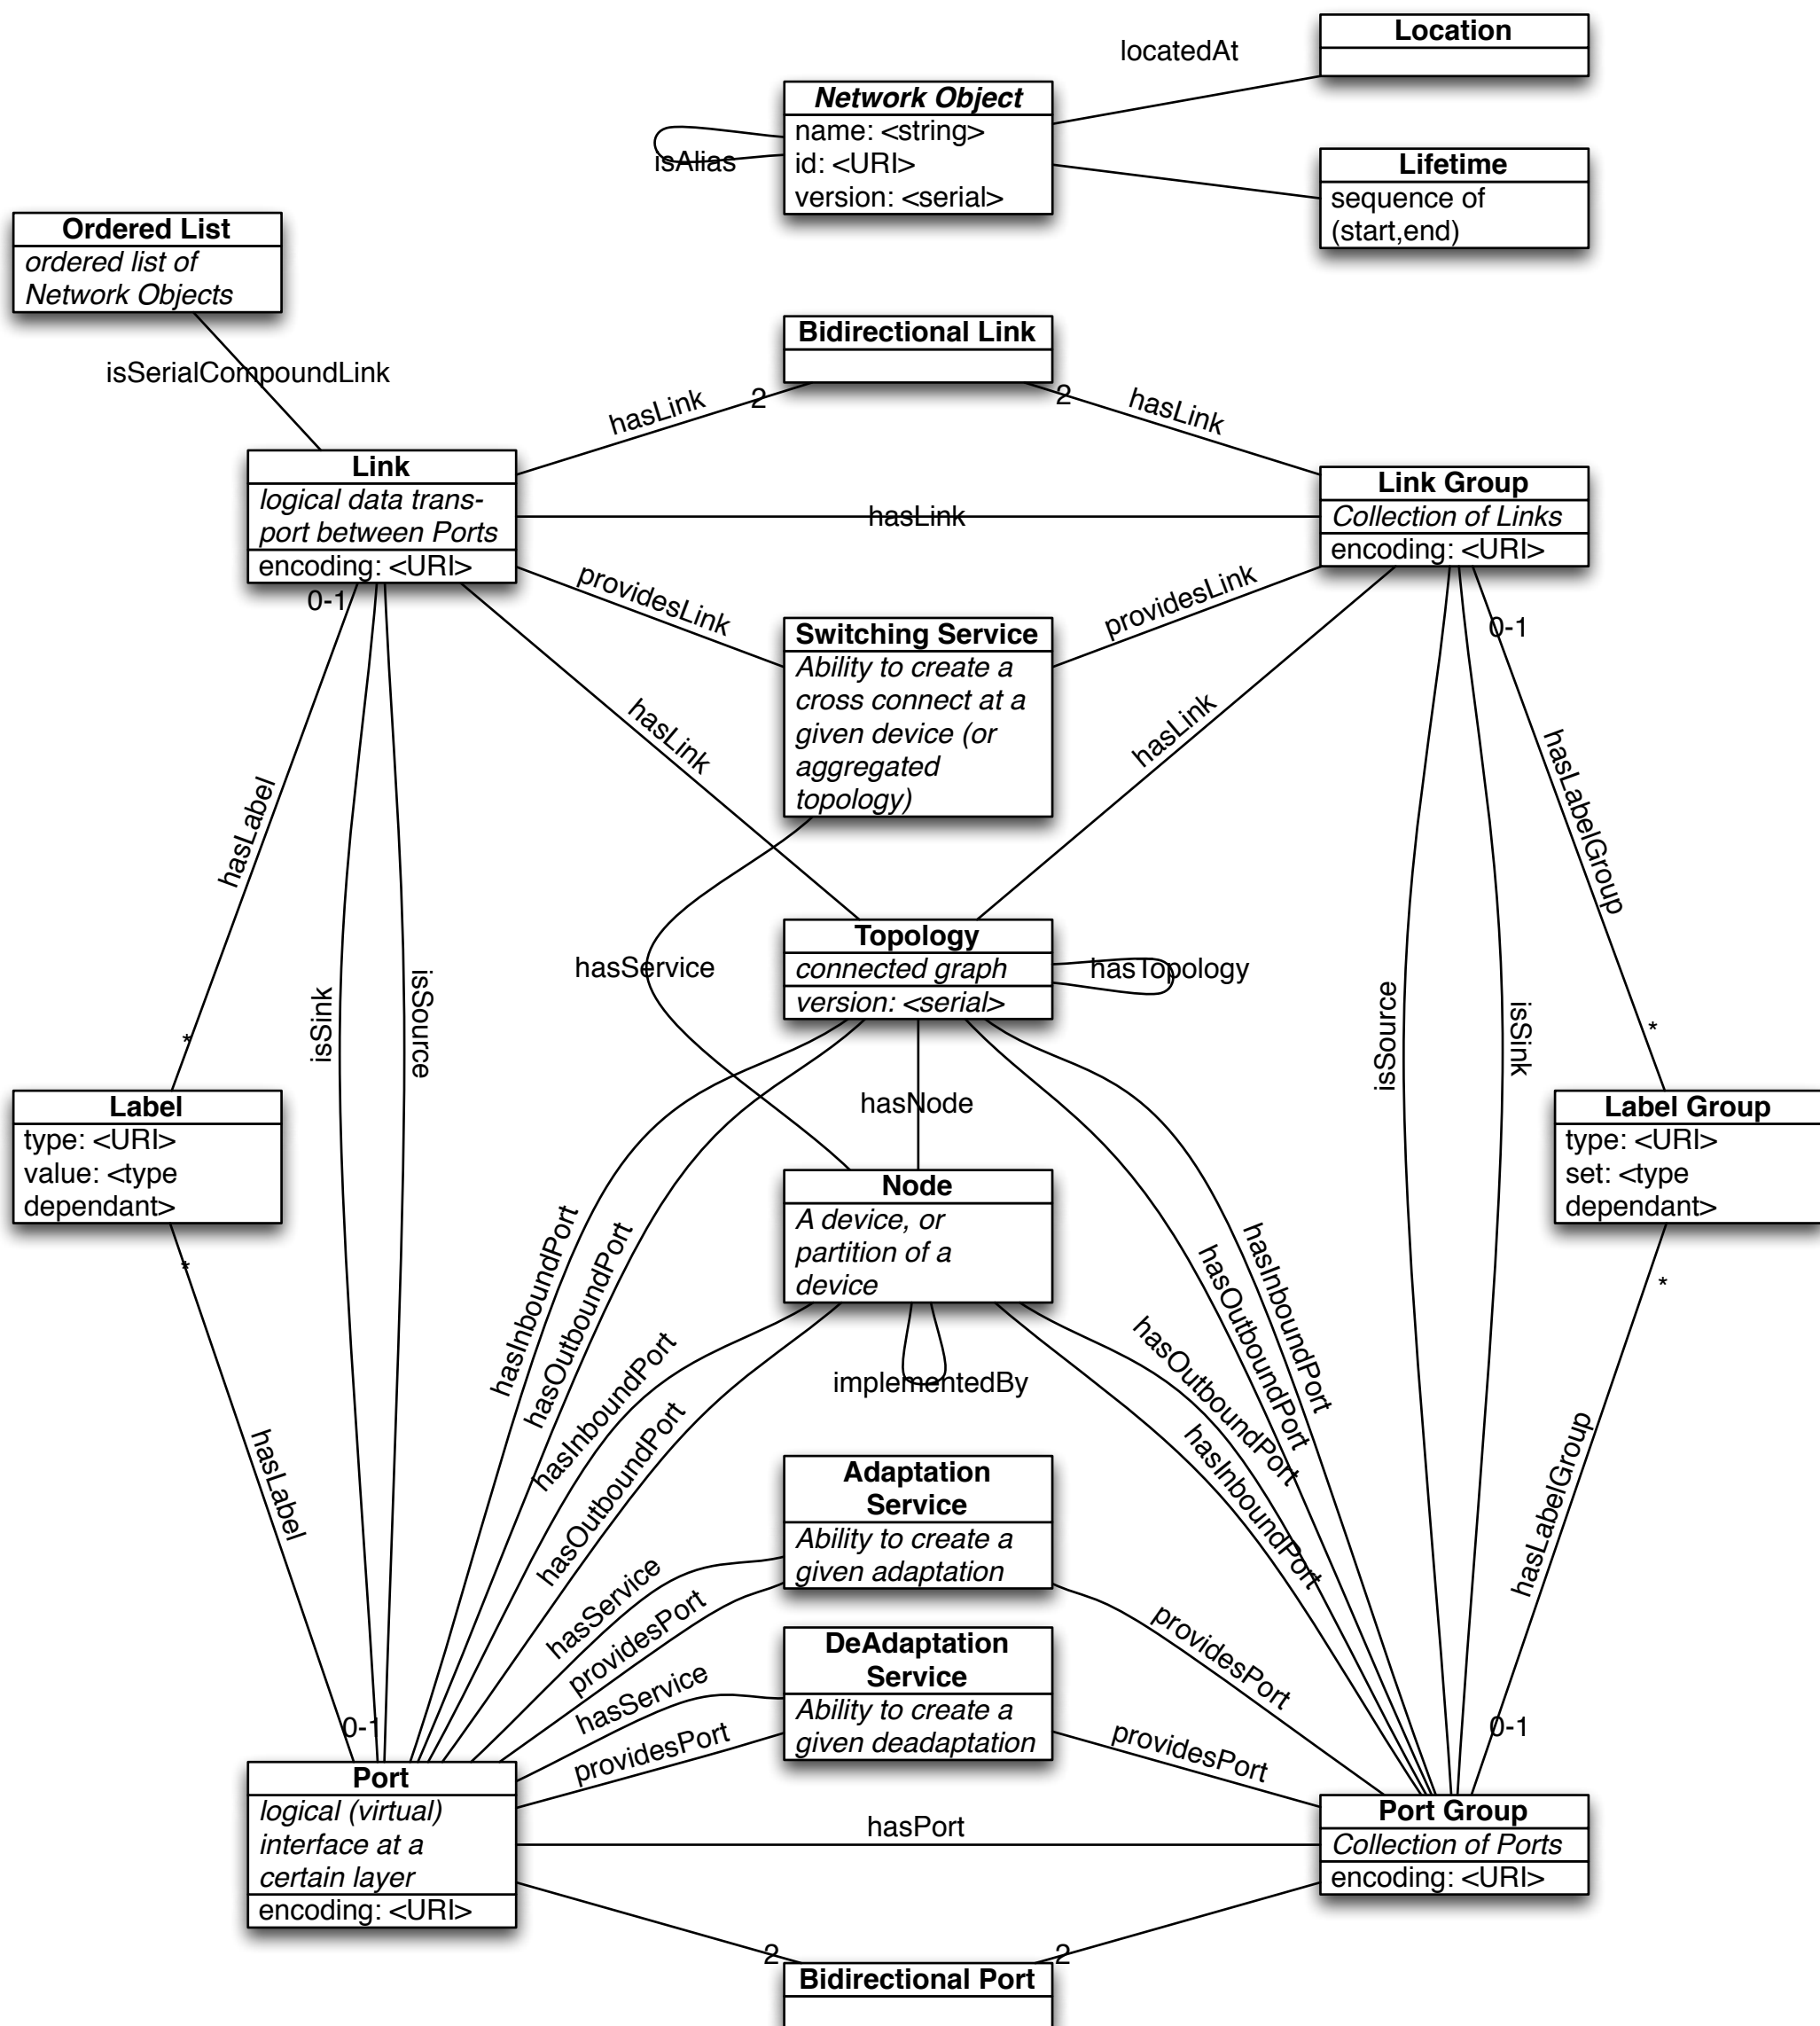 Location
locatedAt
Network Object
name: <string>
id: <URI>
version: <serial>
isAlias
Lifetime
sequence of
(start,end)
Ordered List
ordered list of
Network Objects
isSerialCompoundLink
Bidirectional Link
hasLink
2
2
hasLink
Link
logical data trans-
port between Ports
encoding: <URI>
hasLink
Link Group
Collection of Links
encoding: <URI>
0-1
providesLink
providesLink
0-1
Switching Service
Ability to create a
cross connect at a
given device (or
aggregated
topology)
hasLink
hasLink
hasLabel
hasLabelGroup
hasService
Topology
connected graph
version: <serial>
hasTopology
isSink
isSource
isSource
isSink
*
*
hasNode
Label
type: <URI>
value: <type
dependant>
Label Group
type: <URI>
set: <type
dependant>
Node
A device, or
partition of a
device
*
*
hasInboundPort
hasOutboundPort
hasInboundPort
hasOutboundPort
hasInboundPort
hasOutboundPort
hasOutboundPort
hasInboundPort
implementedBy
hasLabel
hasLabelGroup
Adaptation
Service
Ability to create a
given adaptation
hasService
providesPort
providesPort
DeAdaptation
Service
Ability to create a
given deadaptation
hasService
providesPort
providesPort
0-1
0-1
Port
logical (virtual)
interface at a
certain layer
encoding: <URI>
hasPort
Port Group
Collection of Ports
encoding: <URI>
2
2
Bidirectional Port